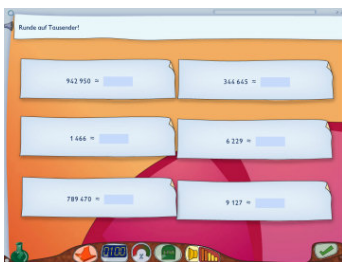 Runde auf Tausender!
942 950 =
344 645 =
1 466 =
6 229 =
789 470 =
9 127 =
01:00